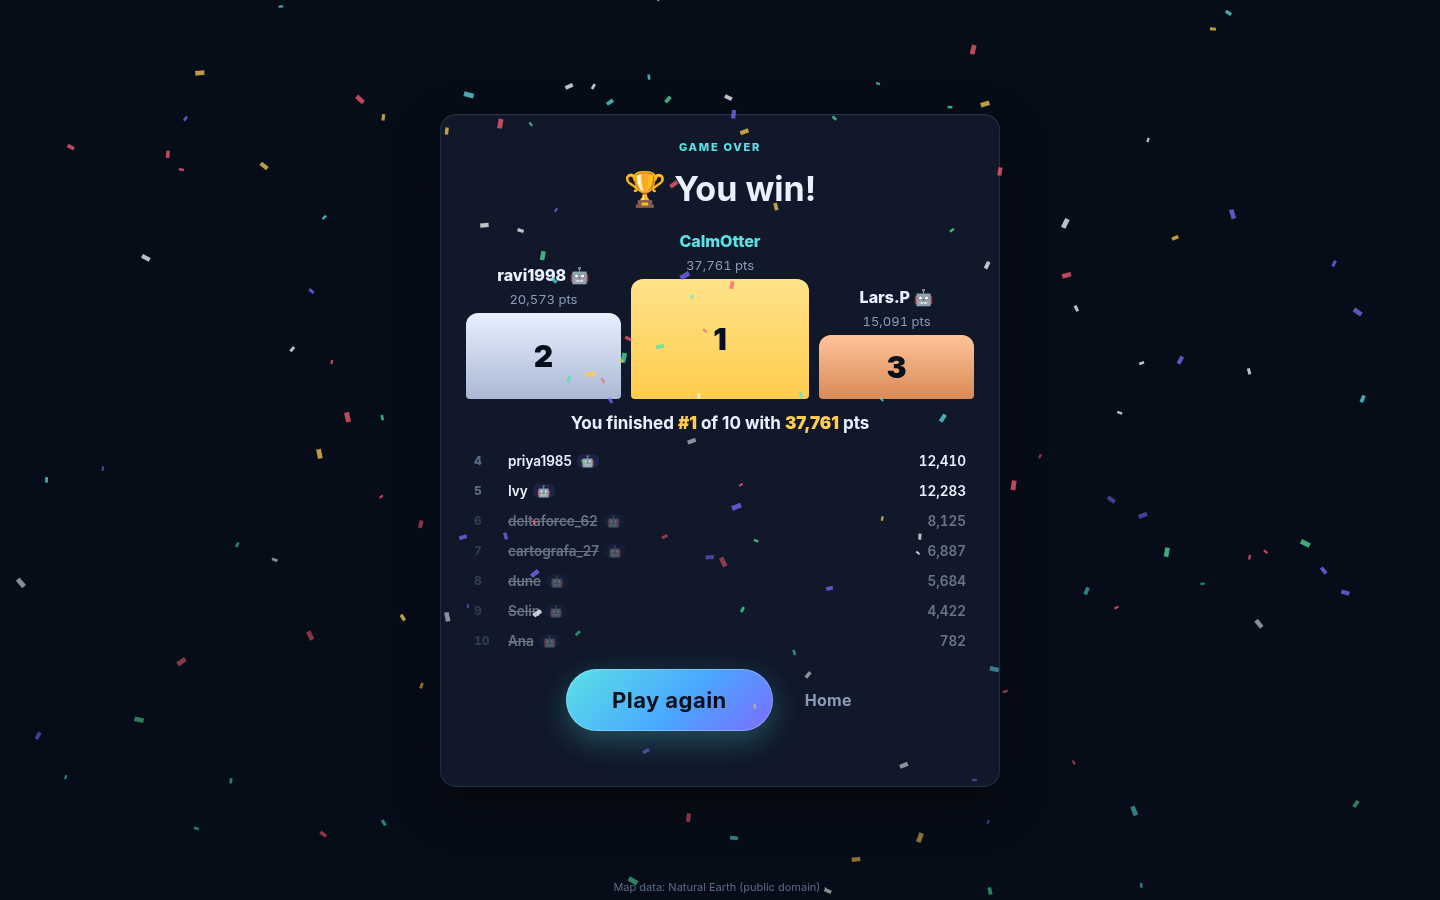 GAME OVER
🏆 You win!
CalmOtter
37,761 pts
ravi1998 🤖
20,573 pts
Lars.P 🤖
15,091 pts
2
1
3
You finished #1 of 10 with 37,761 pts
4 priya1985 🤖 12,410
5 Ivy 🤖 12,283
6 deltaforce_62 🤖 8,125
7 cartografa_27 🤖 6,887
8 dune 🤖 5,684
9 Selin 🤖 4,422
10 Ana 🤖 782
Play again Home
Map data: Natural Earth (public domain)